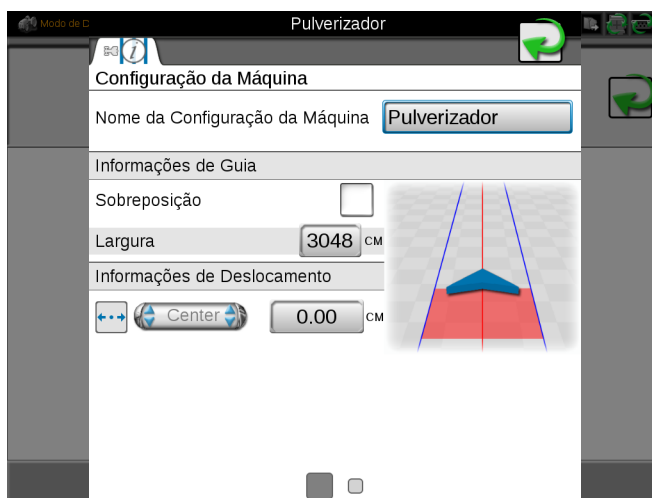 Modo de D
Pulverizador
i
Configuração da Máquina
Nome da Configuração da Máquina Pulverizador
Informações de Guia
Sobreposição
Largura 3048 CM
Informações de Deslocamento
Center 0.00 CM